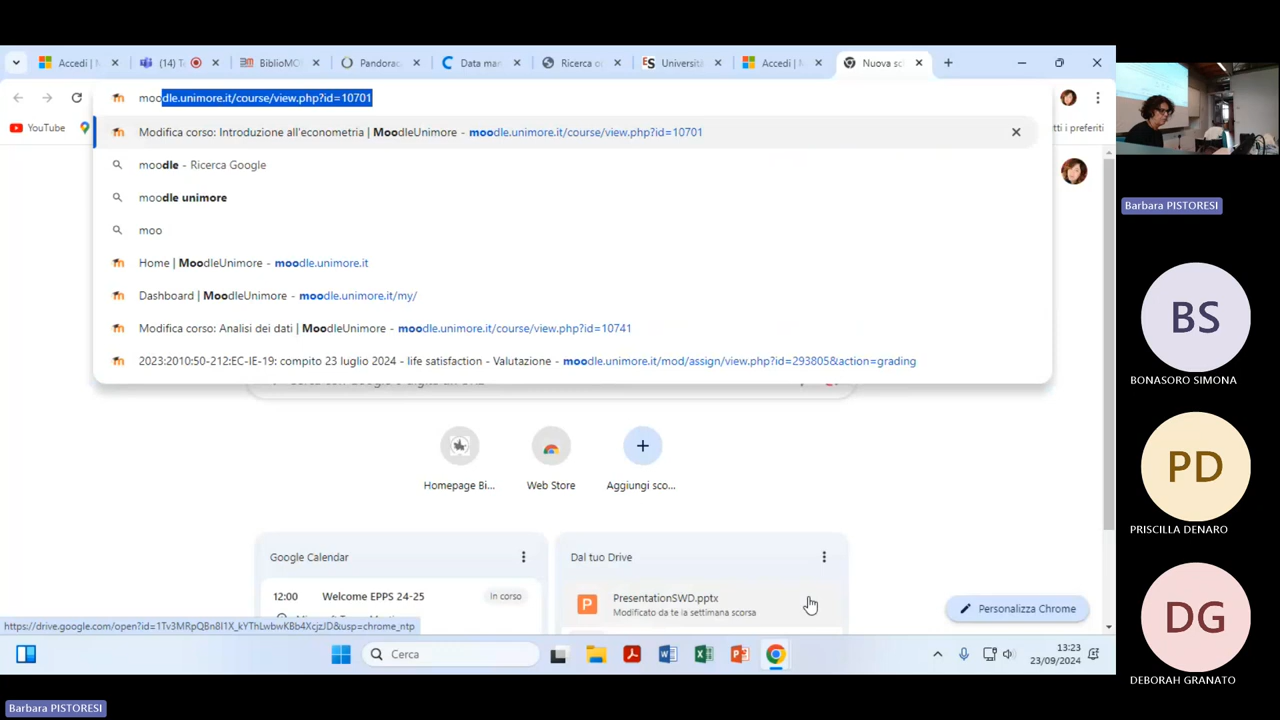 Accedi | M
(14) Te
BiblioMO
Pandorac
Data man
Ricerca o
Universit
Accedi | M
Nuova sc
moodle.unimore.it/course/view.php?id=10701
YouTube
tti i preferiti
Modifica corso: Introduzione all'econometria | MoodleUnimore - moodle.unimore.it/course/view.php?id=10701
moodle - Ricerca Google
moodle unimore
moo
Home | MoodleUnimore - moodle.unimore.it
Dashboard | MoodleUnimore - moodle.unimore.it/my/
Modifica corso: Analisi dei dati | MoodleUnimore - moodle.unimore.it/course/view.php?id=10741
2023:2010:50-212:EC-IE-19: compito 23 luglio 2024 - life satisfaction - Valutazione - moodle.unimore.it/mod/assign/view.php?id=293805&action=grading
Homepage Bi...
Web Store
Aggiungi sco...
Google Calendar
12:00 Welcome EPPS 24-25 In corso
Dal tuo Drive
PresentationSWD.pptx
Modificato da te la settimana scorsa
Personalizza Chrome
Cerca
13:23
23/09/2024
Barbara PISTORESI
BS
BONASORO SIMONA
PD
PRISCILLA DENARO
DG
DEBORAH GRANATO
Barbara PISTORESI